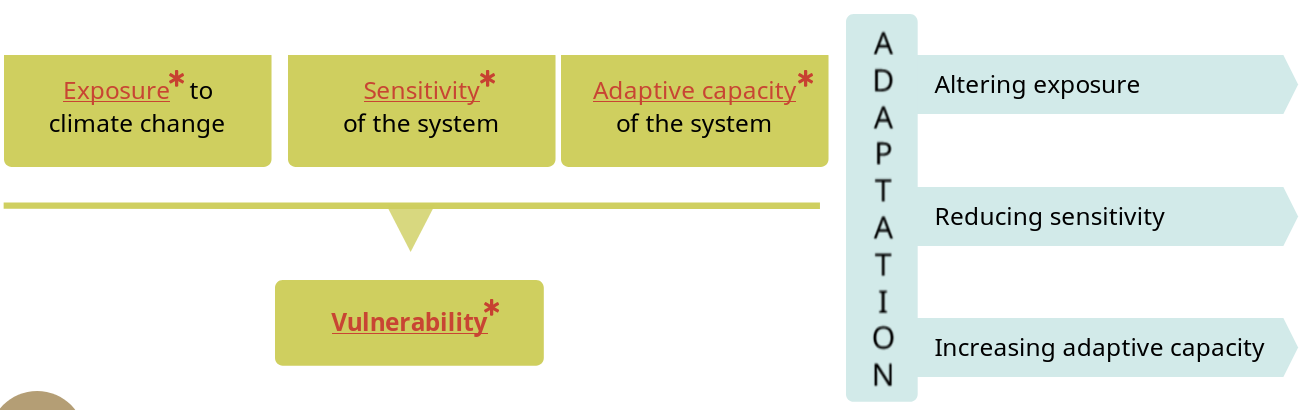 Exposure* to
climate change
Sensitivity*
of the system
Adaptive capacity*
of the system
Vulnerability*
ADAPTATION
Altering exposure
Reducing sensitivity
Increasing adaptive capacity